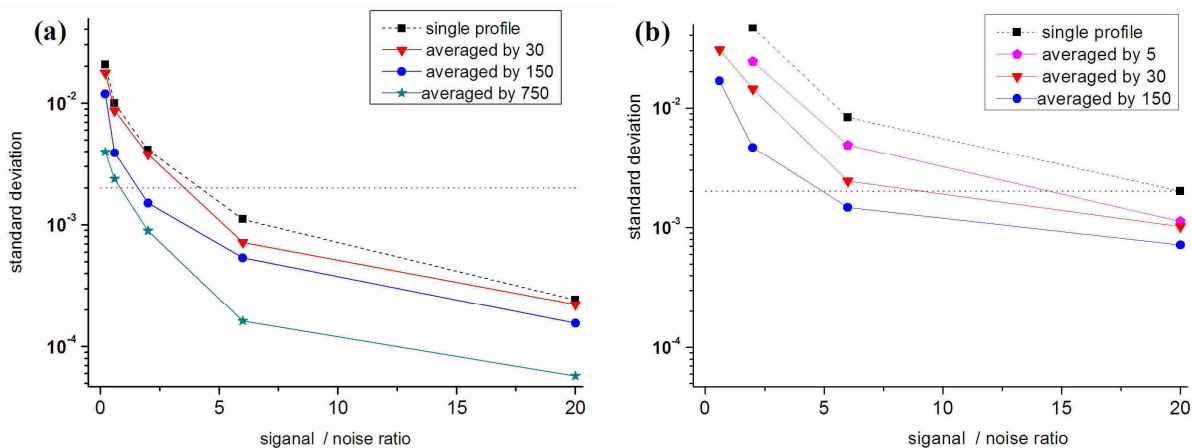 (a)
single profile
averaged by 30
averaged by 150
averaged by 750
standard deviation
10⁻²
10⁻³
10⁻⁴
0 5 10 15 20
siganal / noise ratio
(b)
single profile
averaged by 5
averaged by 30
averaged by 150
standard deviation
10⁻²
10⁻³
10⁻⁴
0 5 10 15 20
siganal / noise ratio